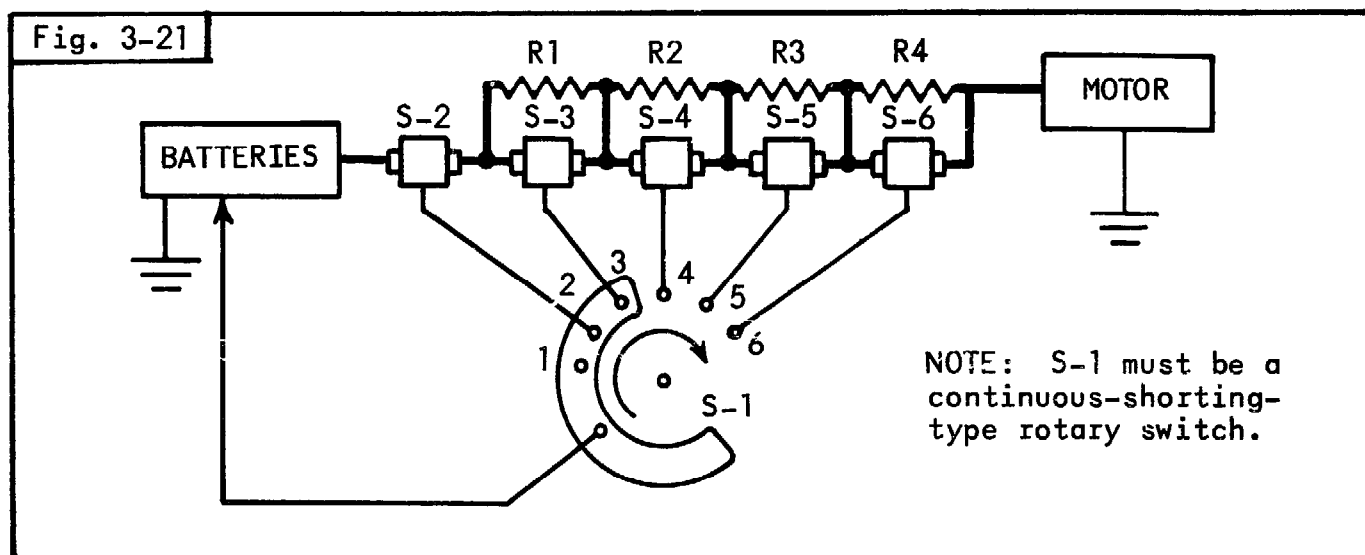 Fig. 3-21
R1 R2 R3 R4
MOTOR
S-2 S-3 S-4 S-5 S-6
BATTERIES
1 2 3 4 5 6
S-1
NOTE: S-1 must be a
continuous-shorting-
type rotary switch.